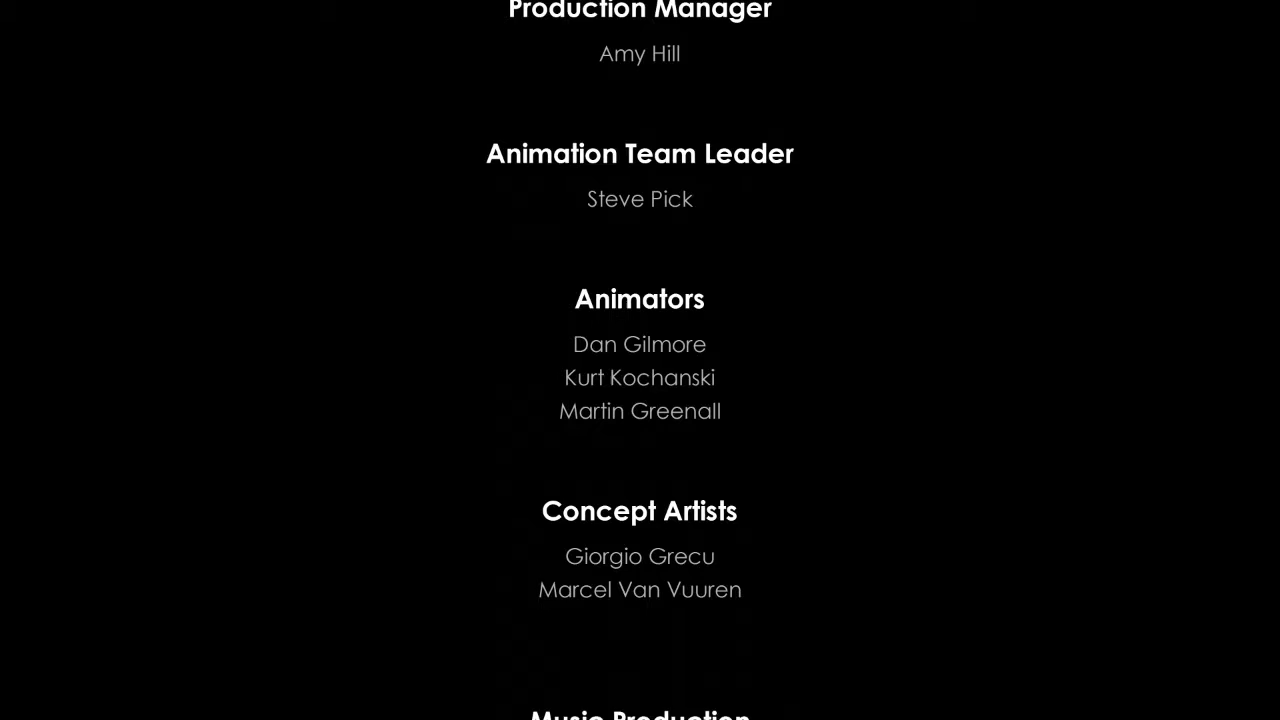 Production Manager
Amy Hill
Animation Team Leader
Steve Pick
Animators
Dan Gilmore
Kurt Kochanski
Martin Greenall
Concept Artists
Giorgio Grecu
Marcel Van Vuuren
Music Production